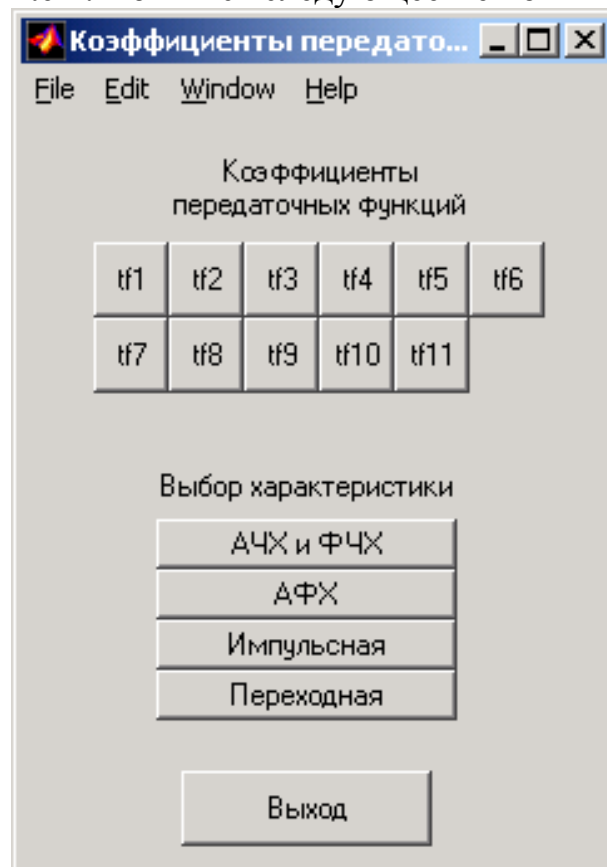 Коэффициенты передато...
File Edit Window Help
Коэффициенты
передаточных функций
tf1 tf2 tf3 tf4 tf5 tf6
tf7 tf8 tf9 tf10 tf11
Выбор характеристики
АЧХ и ФЧХ
АФХ
Импульсная
Переходная
Выход